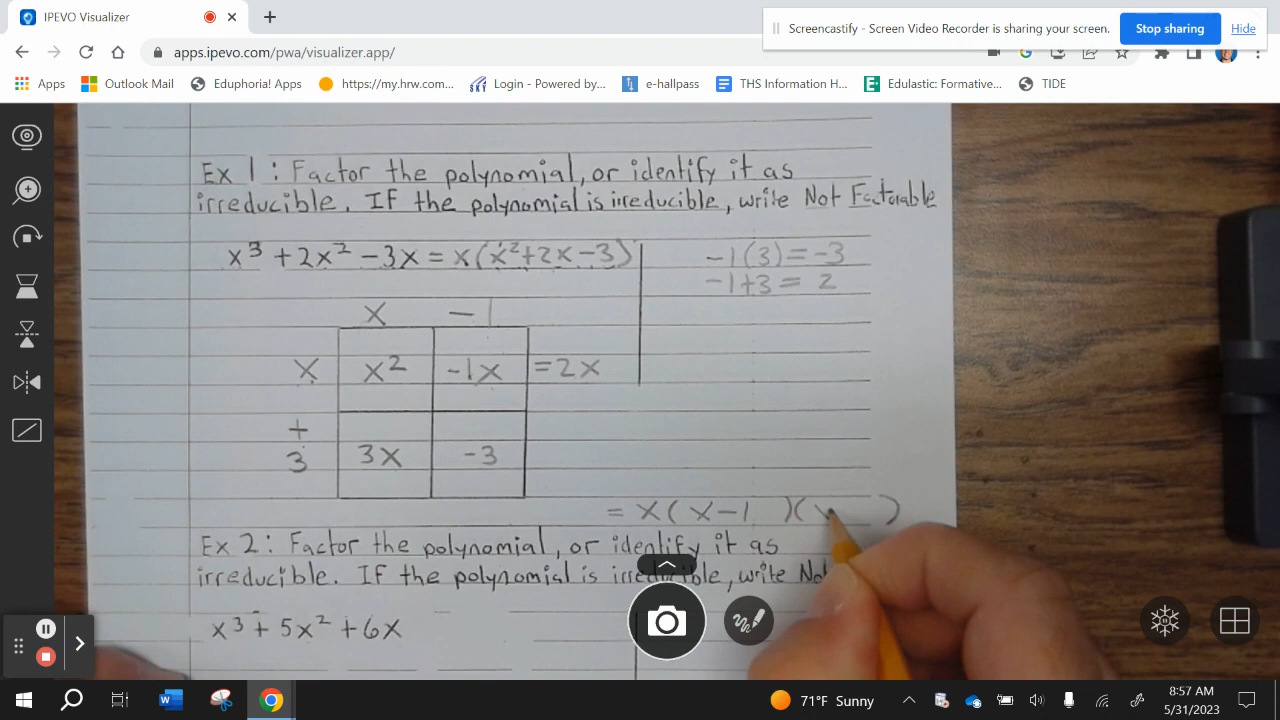 IPEVO Visualizer
Screencastify - Screen Video Recorder is sharing your screen. Stop sharing Hide
apps.ipevo.com/pwa/visualizer.app/
Apps Outlook Mail Eduphoria! Apps https://my.hrw.com... Login - Powered by... e-hallpass THS Information H... Edulastic: Formative... TIDE
Ex 1: Factor the polynomial, or identify it as
irreducible. If the polynomial is irreducible, write Not Factorable
x³ + 2x² - 3x = x(x²+2x-3)
-1(3) = -3
-1+3 = 2
x -1
x x² -1x =2x
+
3 3x -3
= x(x-1)(x )
Ex 2: Factor the polynomial, or identify it as
irreducible. If the polynomial is irreducible, write Not
x³ + 5x² + 6x
71°F Sunny
8:57 AM
5/31/2023